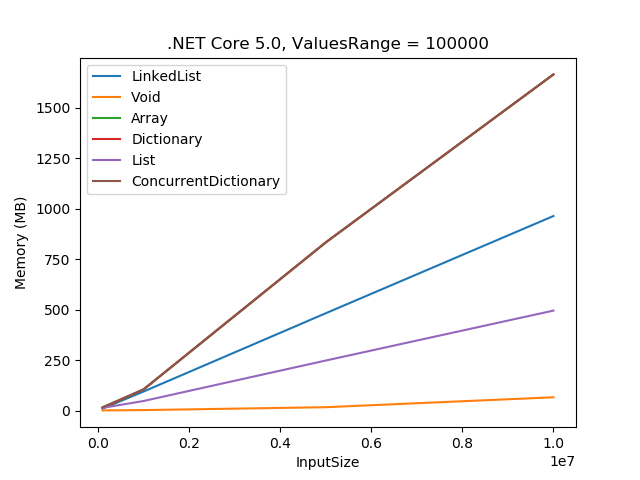 .NET Core 5.0, ValuesRange = 100000
LinkedList
Void
Array
Dictionary
List
ConcurrentDictionary
Memory (MB)
1500
1250
1000
750
500
250
0
0.0 0.2 0.4 0.6 0.8 1.0
1e7
InputSize